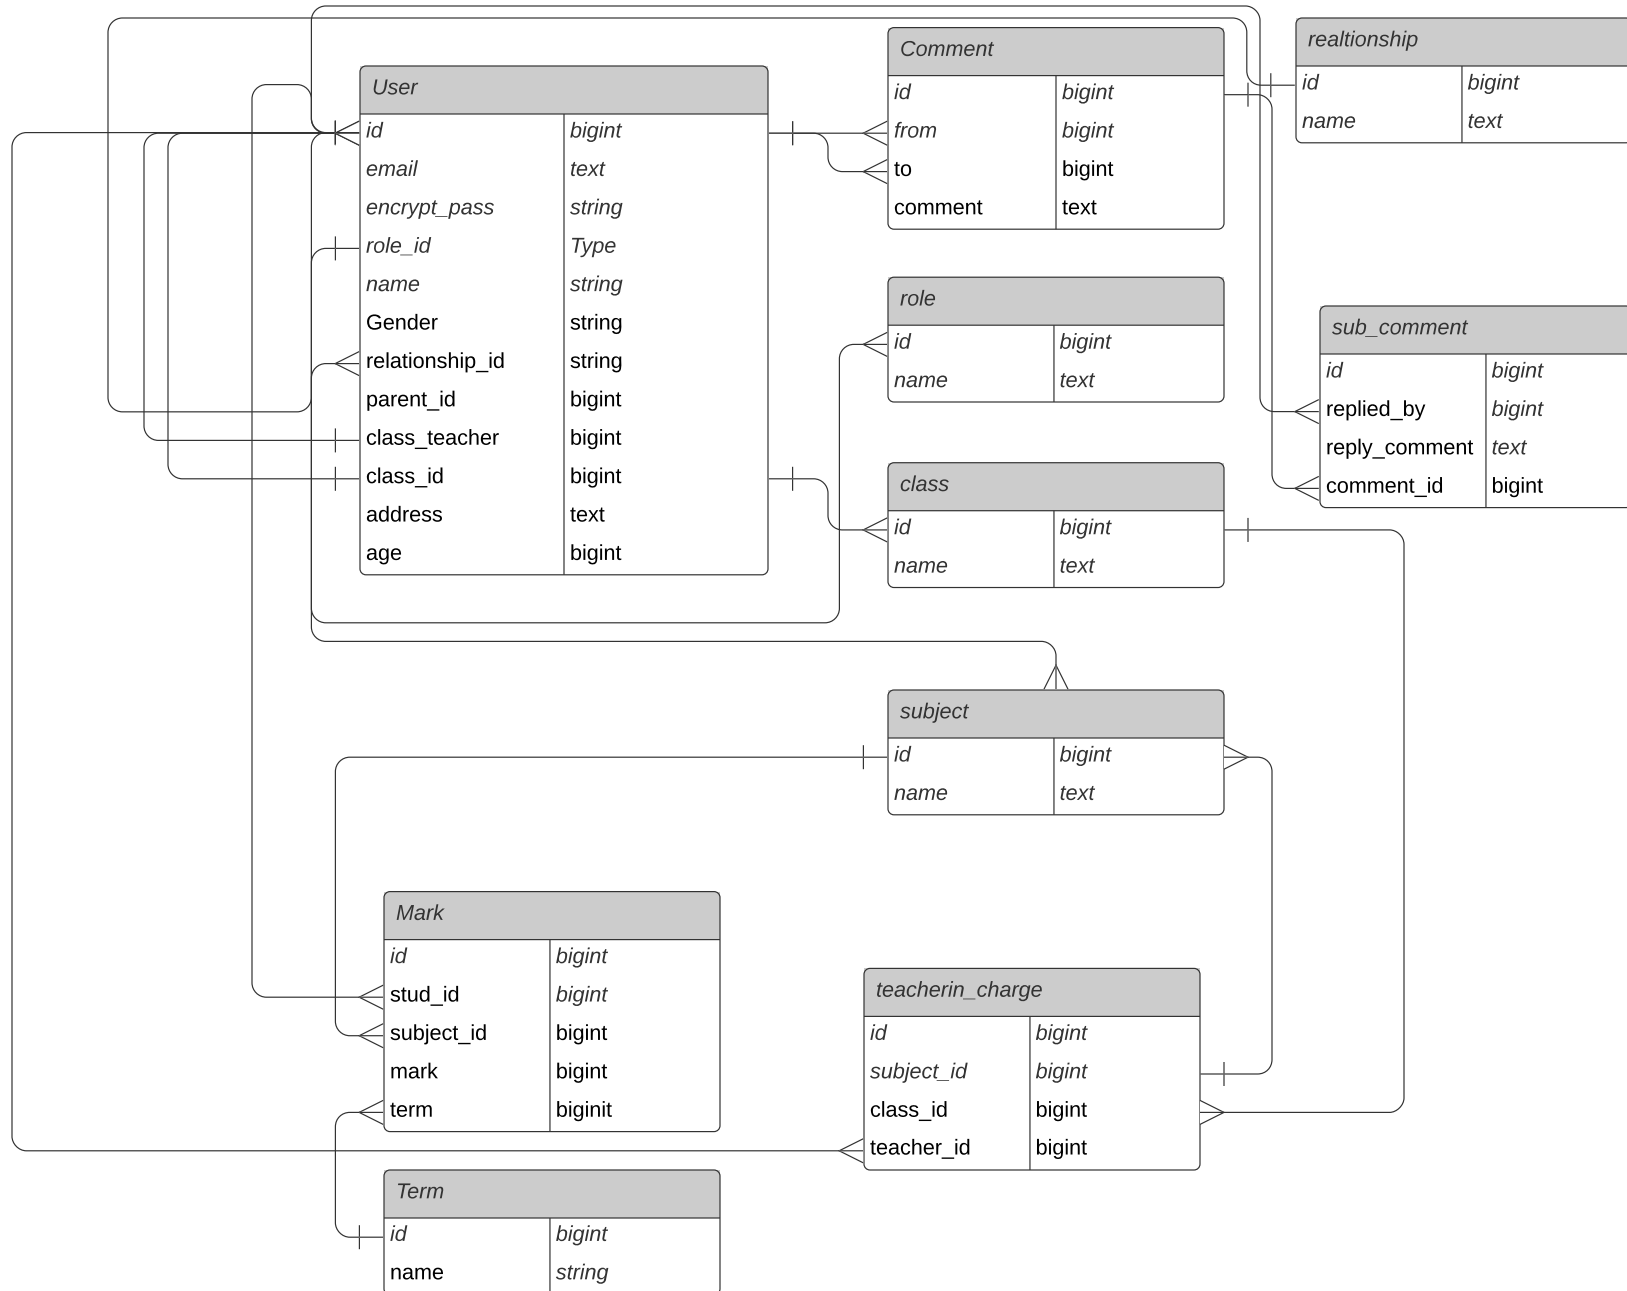 User
id bigint
email text
encrypt_pass string
role_id Type
name string
Gender string
relationship_id string
parent_id bigint
class_teacher bigint
class_id bigint
address text
age bigint
Comment
id bigint
from bigint
to bigint
comment text
realtionship
id bigint
name text
role
id bigint
name text
sub_comment
id bigint
replied_by bigint
reply_comment text
comment_id bigint
class
id bigint
name text
subject
id bigint
name text
Mark
id bigint
stud_id bigint
subject_id bigint
mark bigint
term biginit
teacherin_charge
id bigint
subject_id bigint
class_id bigint
teacher_id bigint
Term
id bigint
name string